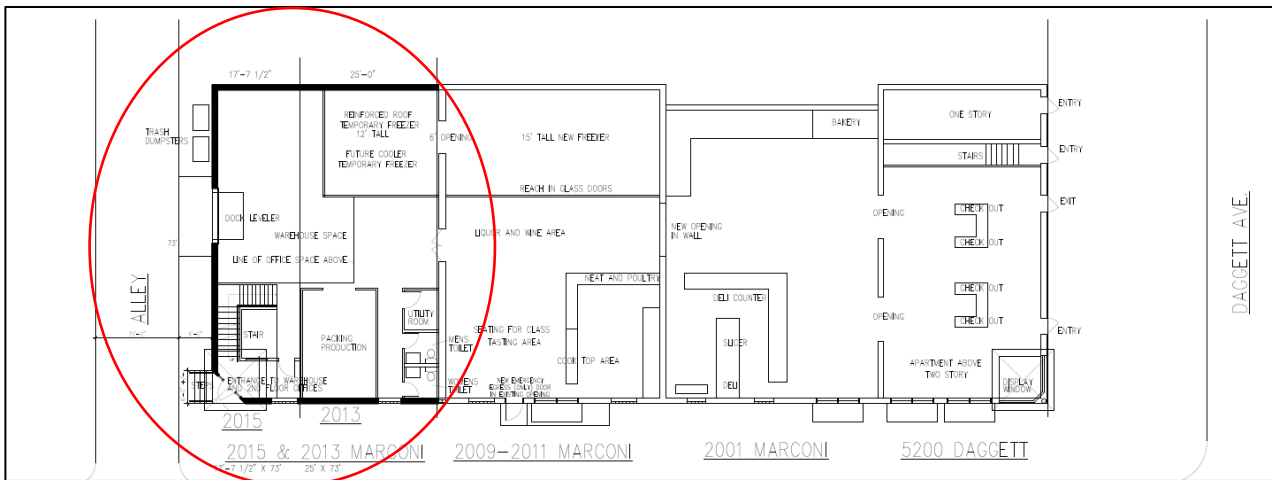 17'-7 1/2"
25'-0"
TRASH
DUMPSTERS
REINFORCED ROOF
TEMPORARY FREEZER
12' TALL
FUTURE COOLER
TEMPORARY FREEZER
6' OPENING
15' TALL NEW FREEZER
REACH IN GLASS DOORS
BAKERY
ONE STORY
STAIRS
ENTRY
ENTRY
EXIT
ENTRY
DOCK LEVELER
WAREHOUSE SPACE
LINE OF OFFICE SPACE ABOVE
73'
ALLEY
LIQUOR AND WINE AREA
NEW OPENING
IN WALL
OPENING
CHECK OUT
CHECK OUT
CHECK OUT
CHECK OUT
OPENING
DAGGETT AVE.
MEAT AND POULTRY
DELI COUNTER
SLICER
DELI
STAIR
PACKING
PRODUCTION
UTILITY
ROOM
MENS
TOILET
WOMENS
TOILET
SEATING FOR CLASS
TASTING AREA
COOK TOP AREA
NEW EMERGENCY
EGRESS (ONLY) DOOR
IN EXISTING OPENING
APARTMENT ABOVE
TWO STORY
DISPLAY
WINDOW
STEPS
ENTRANCE TO WAREHOUSE
AND 2ND FLOOR OFFICES
2015
2013
2015 & 2013 MARCONI
17'-7 1/2" X 73'
25' X 73'
2009-2011 MARCONI
2001 MARCONI
5200 DAGGETT